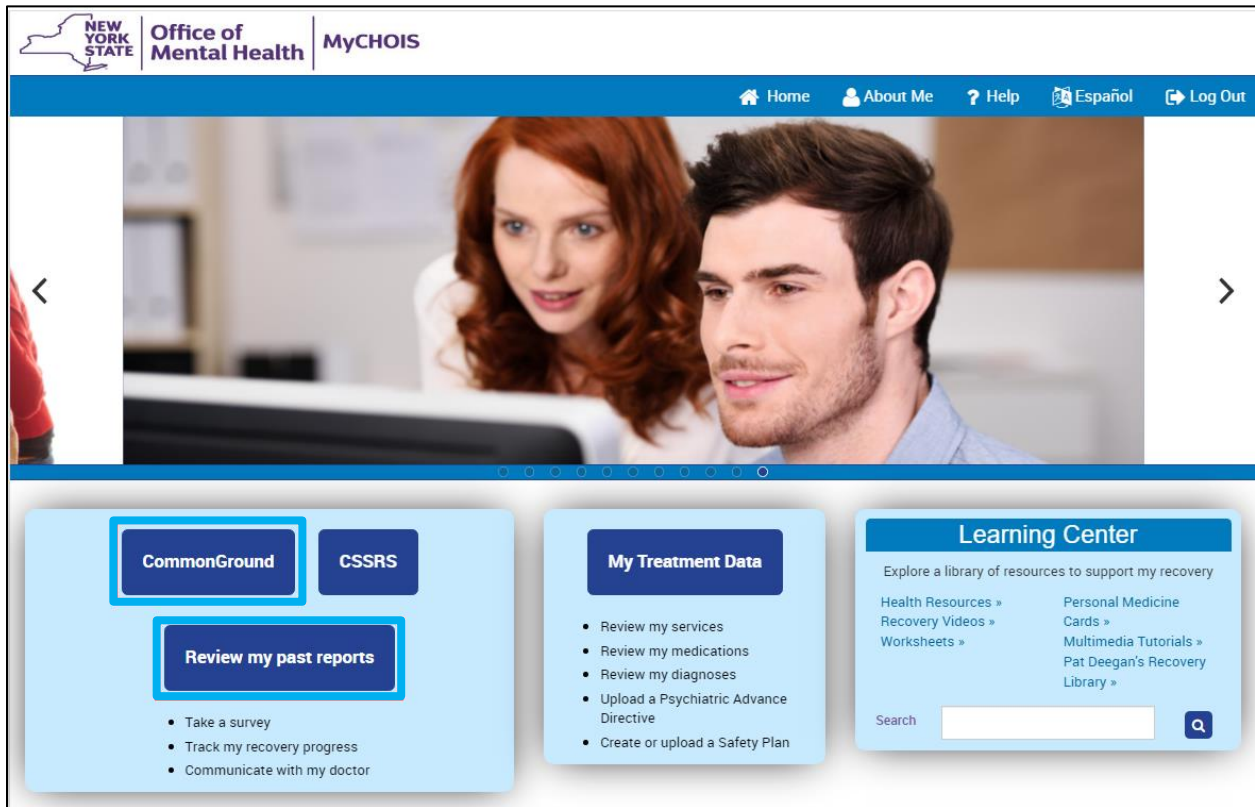 NEW
YORK
STATE
Office of
Mental Health
MyCHOIS
Home About Me ? Help Español Log Out
CommonGround
CSSRS
Review my past reports
• Take a survey
• Track my recovery progress
• Communicate with my doctor
My Treatment Data
• Review my services
• Review my medications
• Review my diagnoses
• Upload a Psychiatric Advance
Directive
• Create or upload a Safety Plan
Learning Center
Explore a library of resources to support my recovery
Health Resources »
Recovery Videos »
Worksheets »
Personal Medicine
Cards »
Multimedia Tutorials »
Pat Deegan's Recovery
Library »
Search